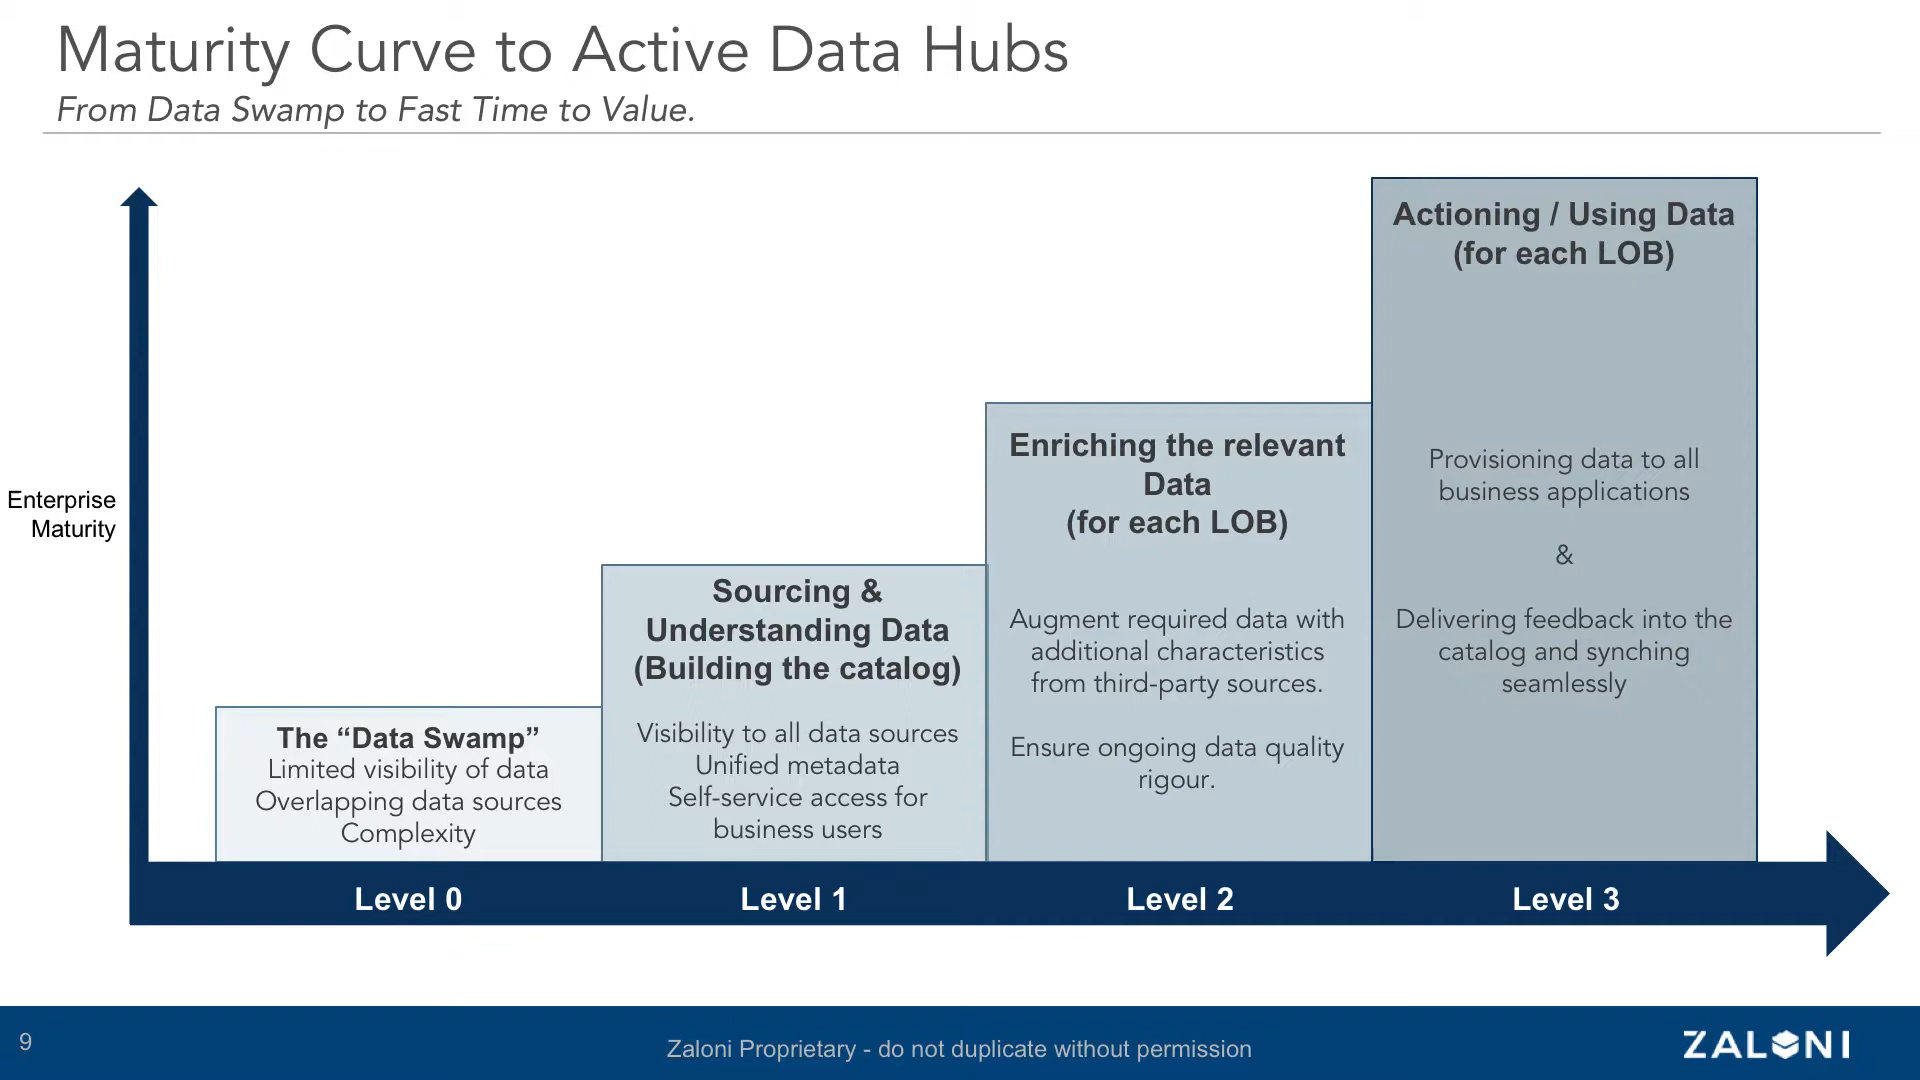 Maturity Curve to Active Data Hubs
From Data Swamp to Fast Time to Value.
Enterprise
Maturity
The “Data Swamp”
Limited visibility of data
Overlapping data sources
Complexity
Sourcing &
Understanding Data
(Building the catalog)
Visibility to all data sources
Unified metadata
Self-service access for
business users
Enriching the relevant
Data
(for each LOB)
Augment required data with
additional characteristics
from third-party sources.
Ensure ongoing data quality
rigour.
Actioning / Using Data
(for each LOB)
Provisioning data to all
business applications
&
Delivering feedback into the
catalog and synching
seamlessly
Level 0
Level 1
Level 2
Level 3
9
Zaloni Proprietary - do not duplicate without permission
ZALONI